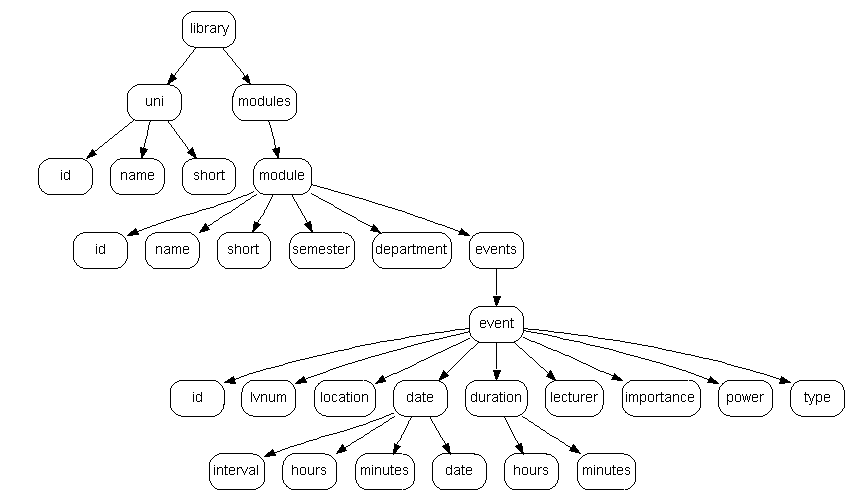 library
uni modules
id name short module
id name short semester department events
event
id lvnum location date duration lecturer importance power type
interval hours minutes date hours minutes